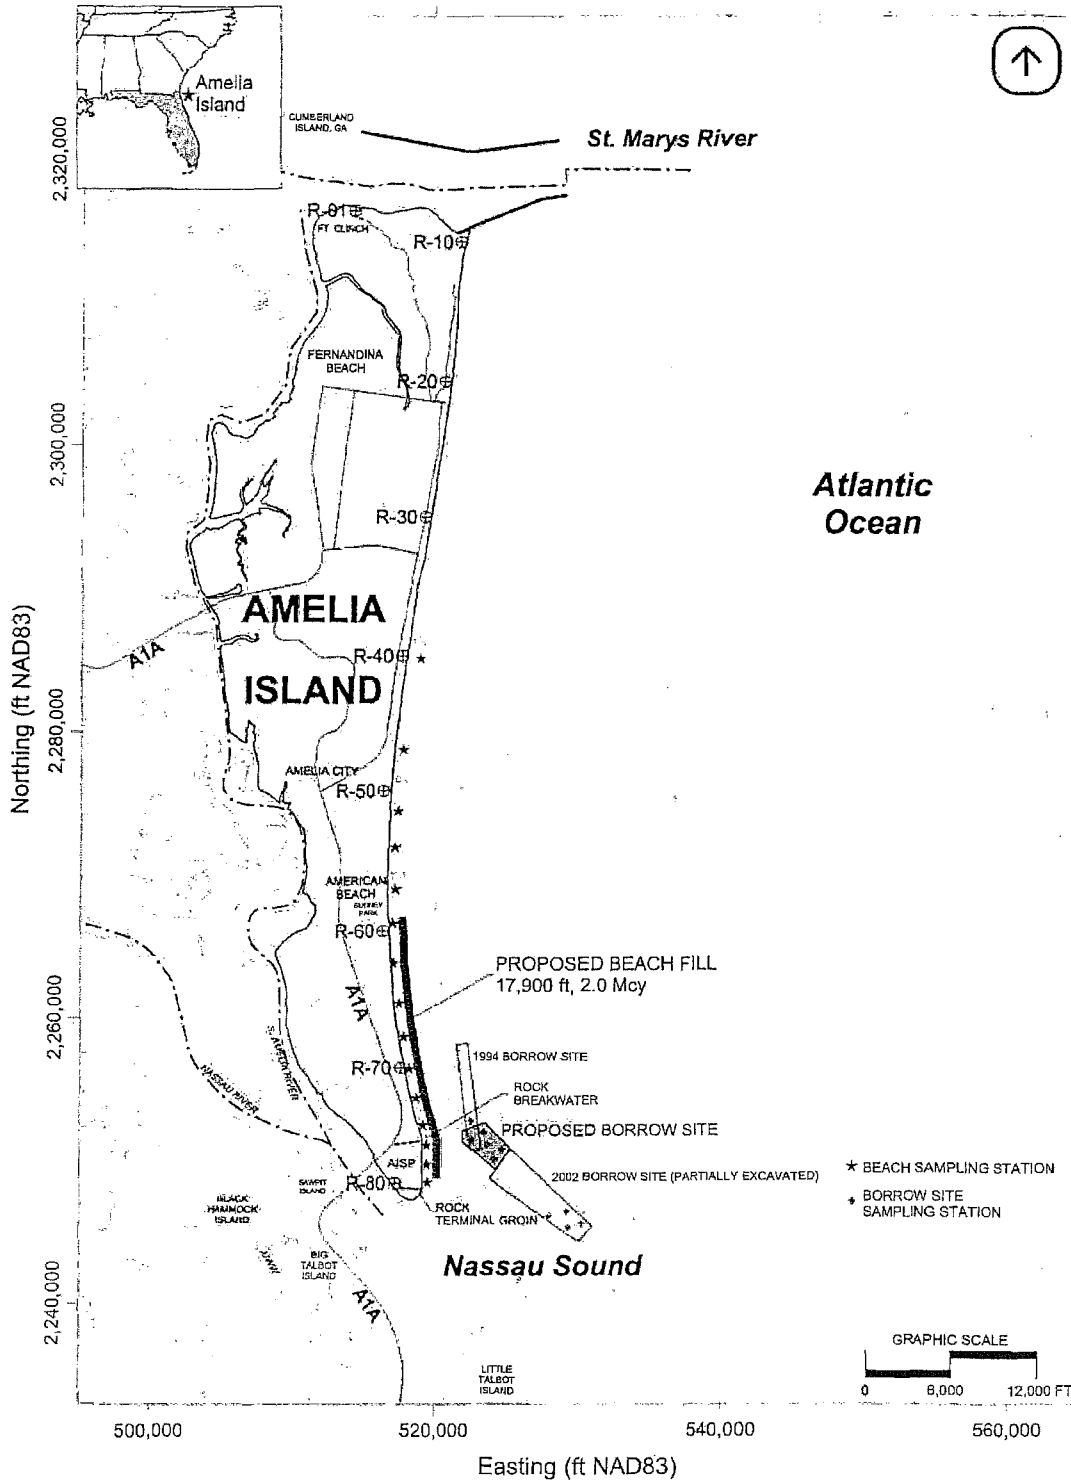 Amelia
Island
CUMBERLAND
ISLAND, GA
St. Marys River
2,320,000
R-01
FT CLINCH
R-10
FERNANDINA
BEACH
R-20
2,300,000
Atlantic
Ocean
R-30
AMELIA
A1A
R-40
ISLAND
Northing (ft NAD83)
2,280,000
AMELIA CITY
R-50
AMERICAN
BEACH
R-60
PROPOSED BEACH FILL
17,900 ft, 2.0 Mcy
A1A
2,260,000
NASSAU RIVER
R-70
1994 BORROW SITE
ROCK
BREAKWATER
PROPOSED BORROW SITE
AISP
2002 BORROW SITE (PARTIALLY EXCAVATED)
BEACH SAMPLING STATION
R-80
SAWPIT
ISLAND
BLACK
HAMMOCK
ISLAND
ROCK
TERMINAL GROIN
BORROW SITE
SAMPLING STATION
BIG
TALBOT
ISLAND
Nassau Sound
2,240,000
A1A
GRAPHIC SCALE
0 6,000 12,000 FT
LITTLE
TALBOT
ISLAND
500,000 520,000 540,000 560,000
Easting (ft NAD83)